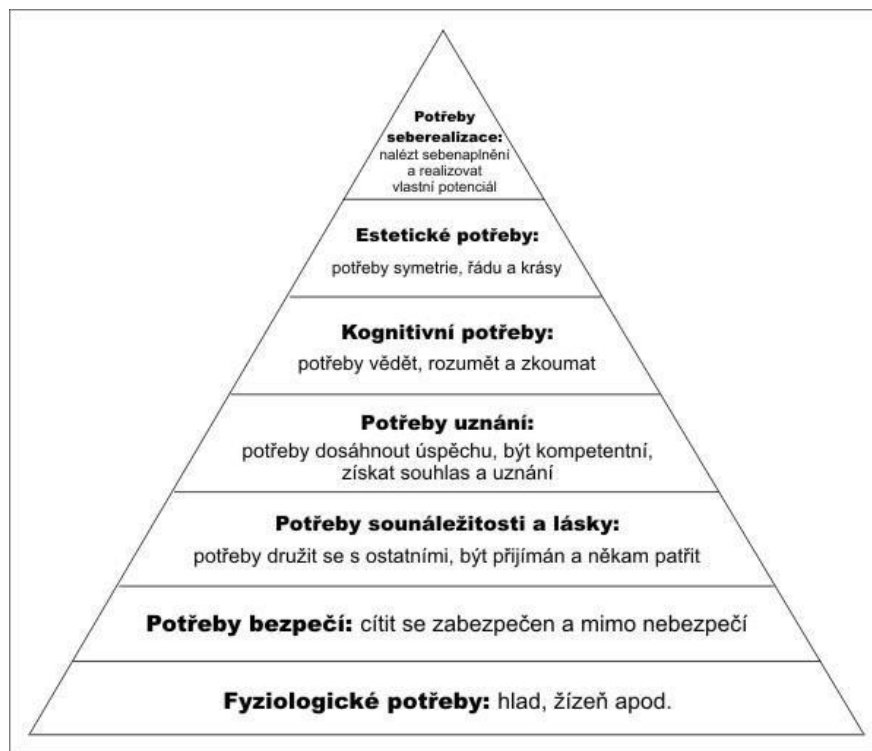 Potřeby
seberealizace:
nalézt sebenaplnění
a realizovat
vlastní potenciál
Estetické potřeby:
potřeby symetrie, řádu a krásy
Kognitivní potřeby:
potřeby vědět, rozumět a zkoumat
Potřeby uznání:
potřeby dosáhnout úspěchu, být kompetentní,
získat souhlas a uznání
Potřeby sounáležitosti a lásky:
potřeby družit se s ostatními, být přijímán a někam patřit
Potřeby bezpečí: cítit se zabezpečen a mimo nebezpečí
Fyziologické potřeby: hlad, žízeň apod.